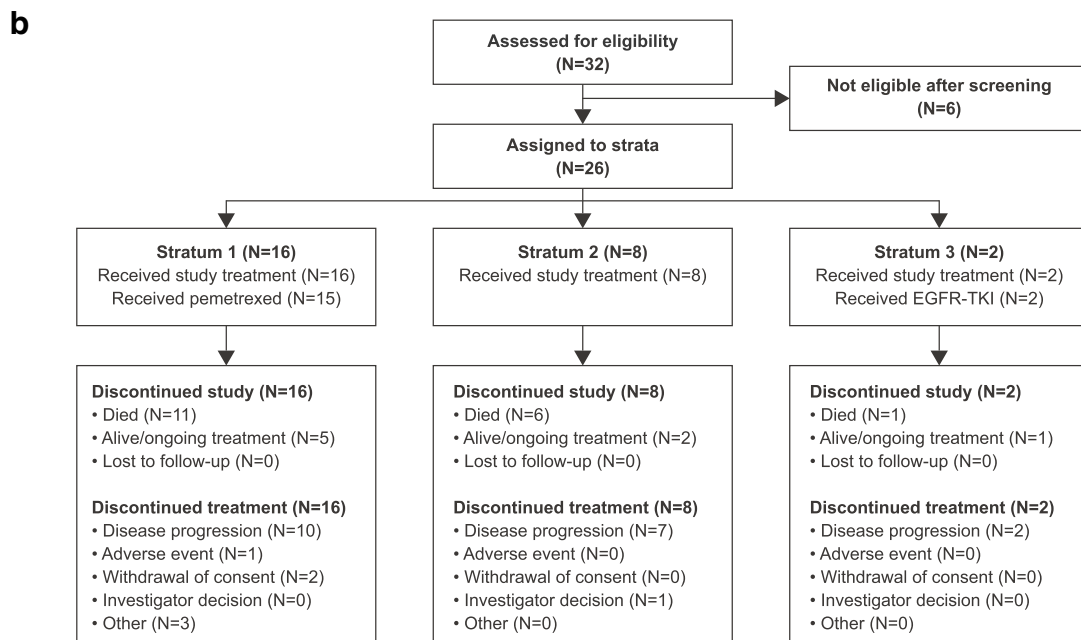 b
Assessed for eligibility
(N=32)
Not eligible after screening
(N=6)
Assigned to strata
(N=26)
Stratum 1 (N=16)
Received study treatment (N=16)
Received pemetrexed (N=15)
Stratum 2 (N=8)
Received study treatment (N=8)
Stratum 3 (N=2)
Received study treatment (N=2)
Received EGFR-TKI (N=2)
Discontinued study (N=16)
• Died (N=11)
• Alive/ongoing treatment (N=5)
• Lost to follow-up (N=0)
Discontinued treatment (N=16)
• Disease progression (N=10)
• Adverse event (N=1)
• Withdrawal of consent (N=2)
• Investigator decision (N=0)
• Other (N=3)
Discontinued study (N=8)
• Died (N=6)
• Alive/ongoing treatment (N=2)
• Lost to follow-up (N=0)
Discontinued treatment (N=8)
• Disease progression (N=7)
• Adverse event (N=0)
• Withdrawal of consent (N=0)
• Investigator decision (N=1)
• Other (N=0)
Discontinued study (N=2)
• Died (N=1)
• Alive/ongoing treatment (N=1)
• Lost to follow-up (N=0)
Discontinued treatment (N=2)
• Disease progression (N=2)
• Adverse event (N=0)
• Withdrawal of consent (N=0)
• Investigator decision (N=0)
• Other (N=0)